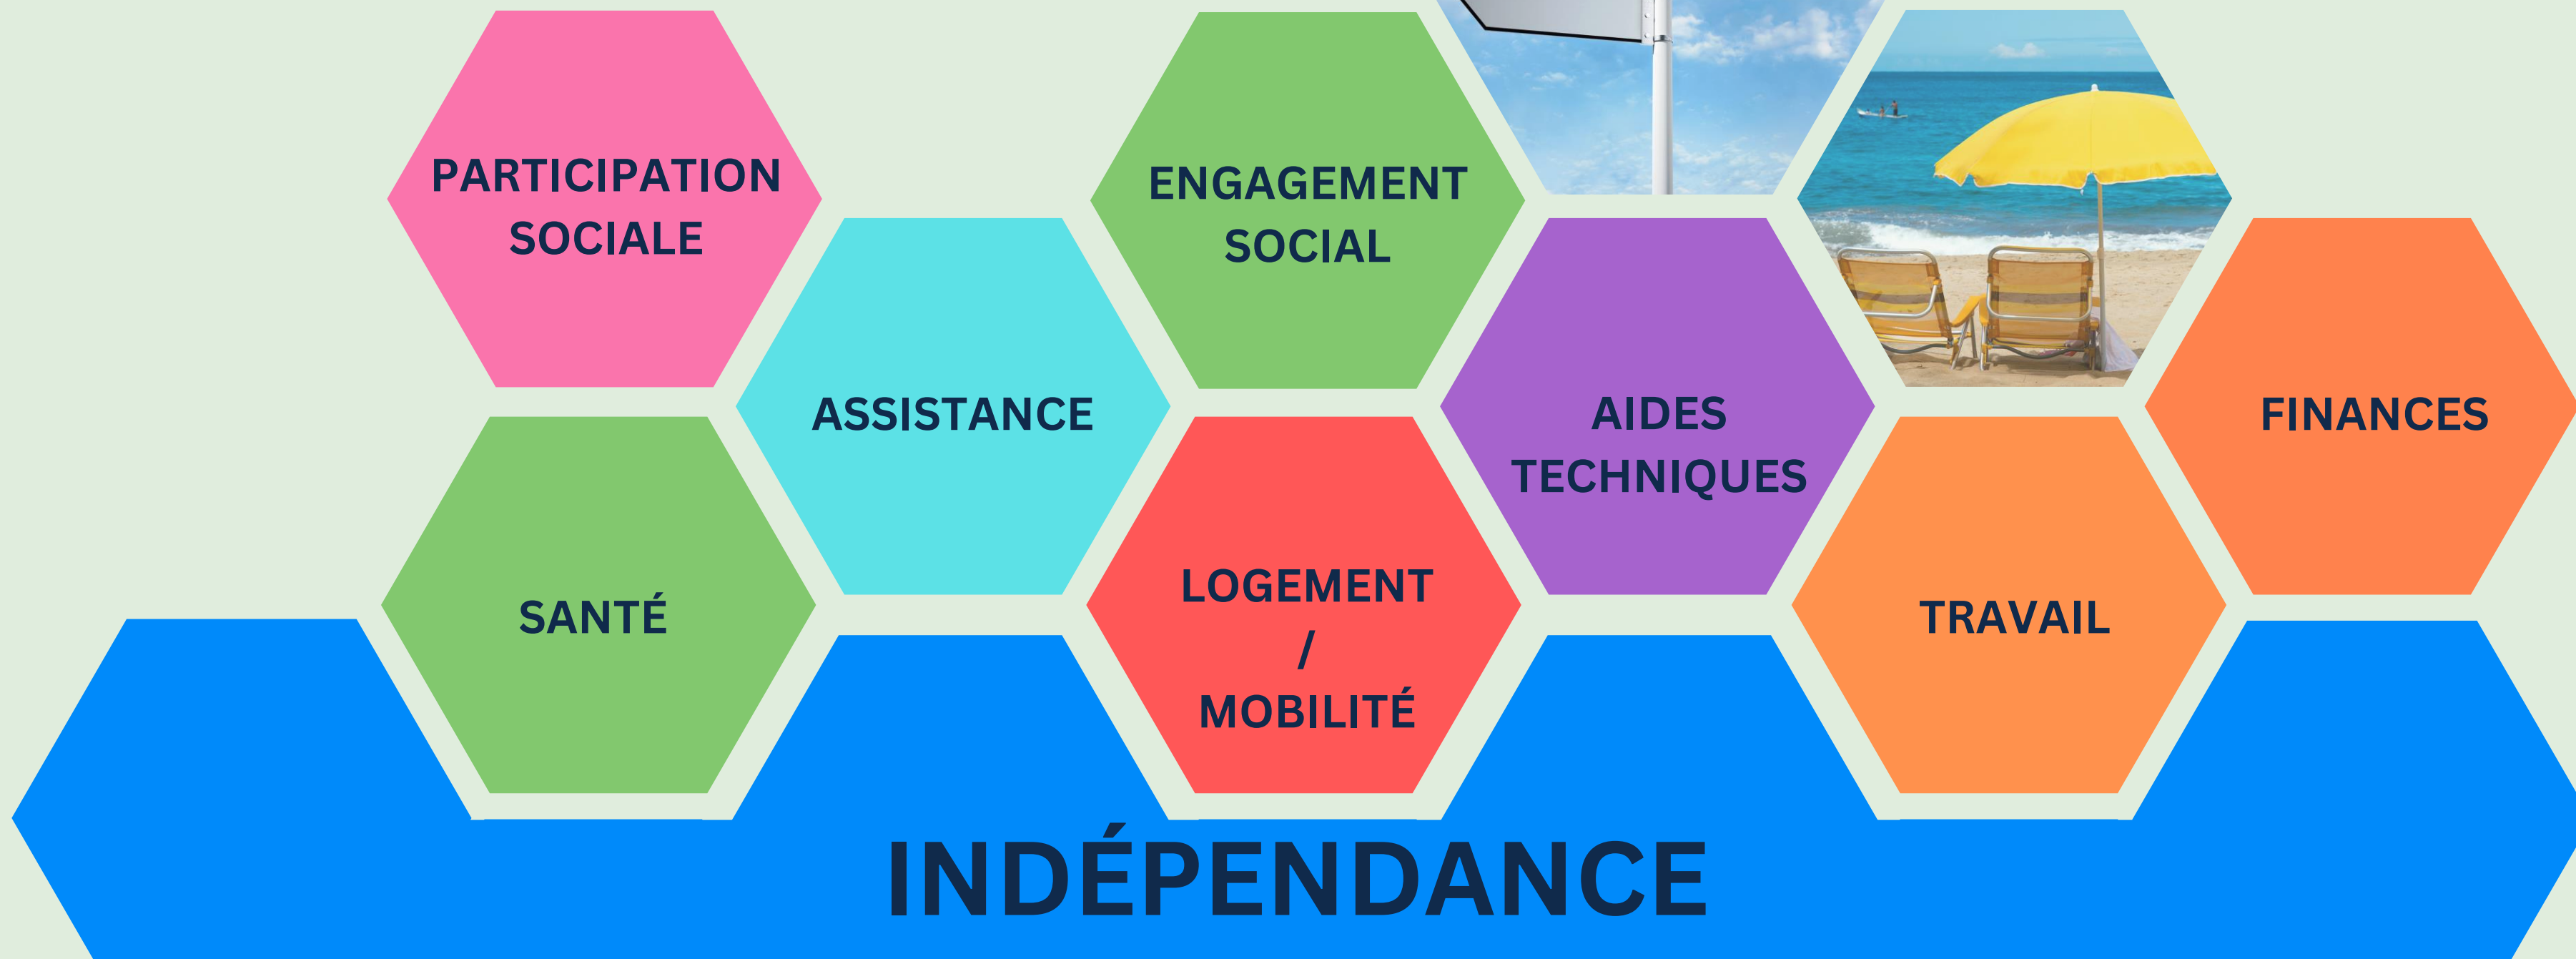 PARTICIPATION
SOCIALE
ENGAGEMENT
SOCIAL
ASSISTANCE
AIDES
TECHNIQUES
FINANCES
SANTÉ
LOGEMENT
/
MOBILITÉ
TRAVAIL
INDÉPENDANCE